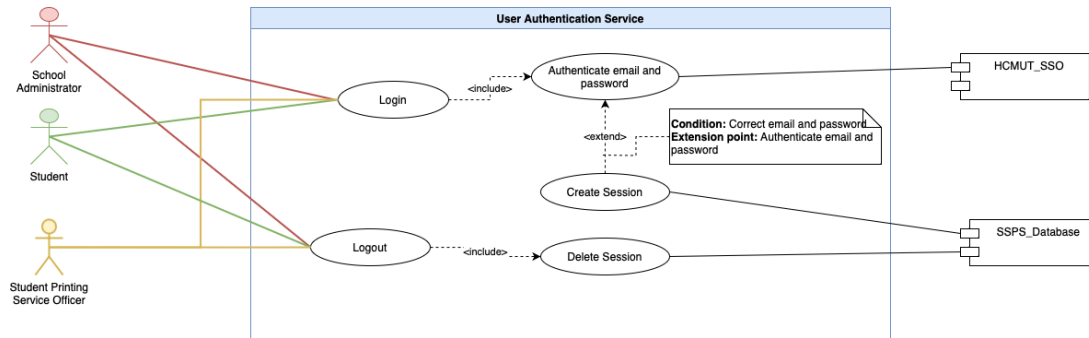 User Authentication Service
School
Administrator
Student
Student Printing
Service Officer
Login
<include>
Authenticate email and
password
HCMUT_SSO
<extend>
Condition: Correct email and password
Extension point: Authenticate email and
password
Create Session
Logout
<include>
Delete Session
SSPS_Database